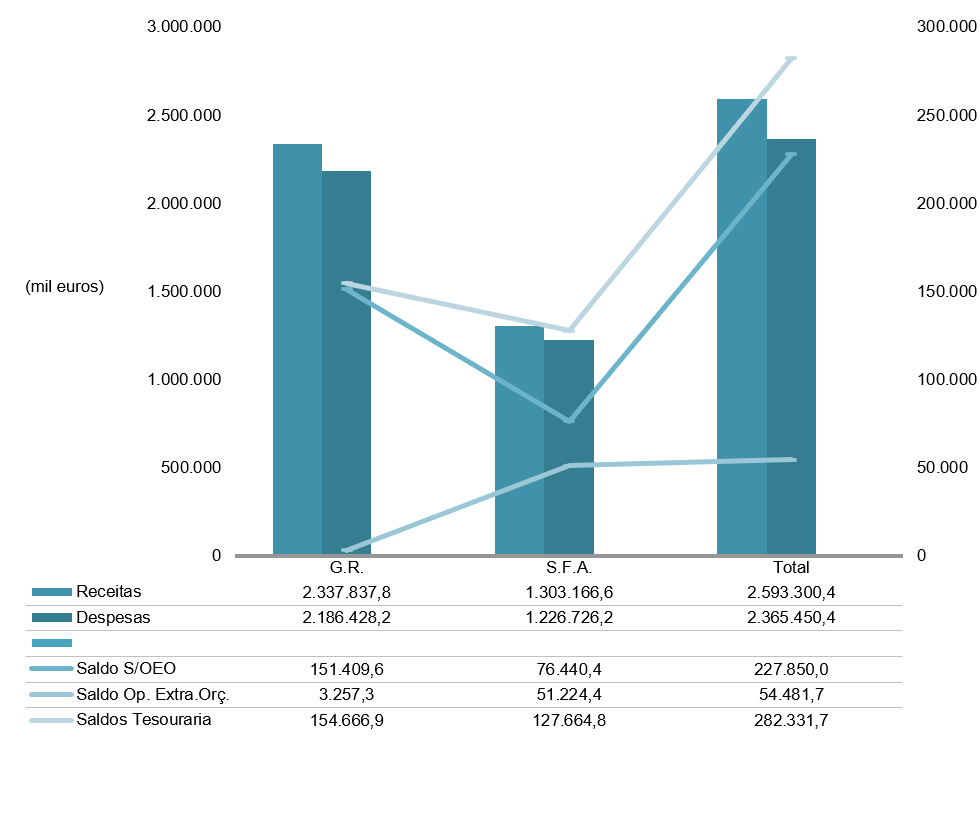 3.000.000 300.000
2.500.000 250.000
2.000.000 200.000
(mil euros) 1.500.000 150.000
1.000.000 100.000
500.000 50.000
0 0
G.R. S.F.A. Total
Receitas 2.337.837,8 1.303.166,6 2.593.300,4
Despesas 2.186.428,2 1.226.726,2 2.365.450,4
Saldo S/OEO 151.409,6 76.440,4 227.850,0
Saldo Op. Extra.Orç. 3.257,3 51.224,4 54.481,7
Saldos Tesouraria 154.666,9 127.664,8 282.331,7